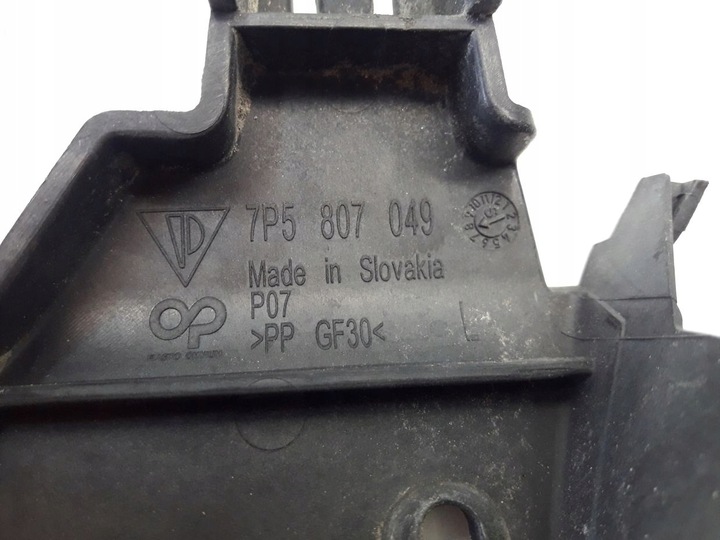 7P5 807 049
Made in Slovakia
P07
>PP GF30<
L